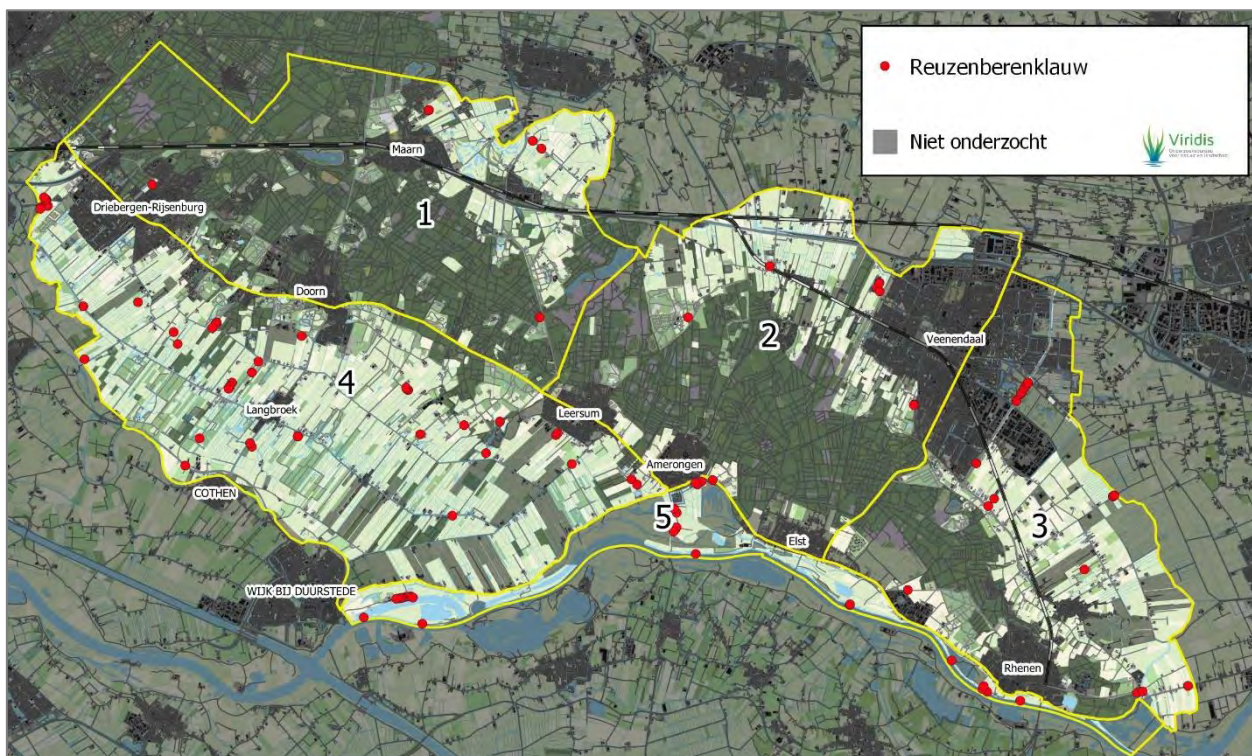 Reuzenberenklauw
Niet onderzocht
Viridis
Maarn
Driebergen-Rijsenburg
1
Doorn
2
Veenendaal
4
Langbroek
Leersum
Amerongen
COTHEN
5
3
Elst
WIJK BIJ DUURSTEDE
Rhenen